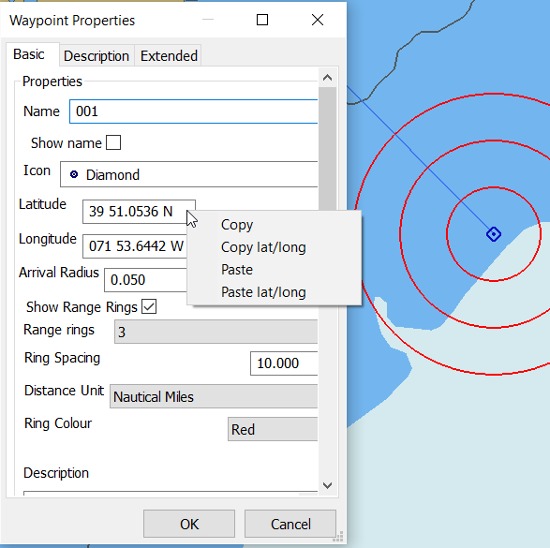 Waypoint Properties
Basic Description Extended
Properties
Name 001
Show name
Icon Diamond
Latitude 39 51.0536 N
Copy
Longitude 071 53.6442 W Copy lat/long
Arrival Radius 0.050 Paste
Paste lat/long
Show Range Rings
Range rings 3
Ring Spacing 10.000
Distance Unit Nautical Miles
Ring Colour Red
Description
OK Cancel